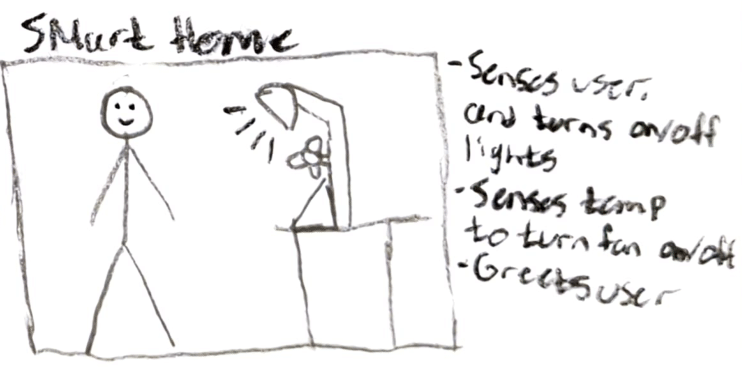 SMart Home
-Senses user,
and turns on/off
lights
-Senses temp
to turn fan on/off
-Greets user